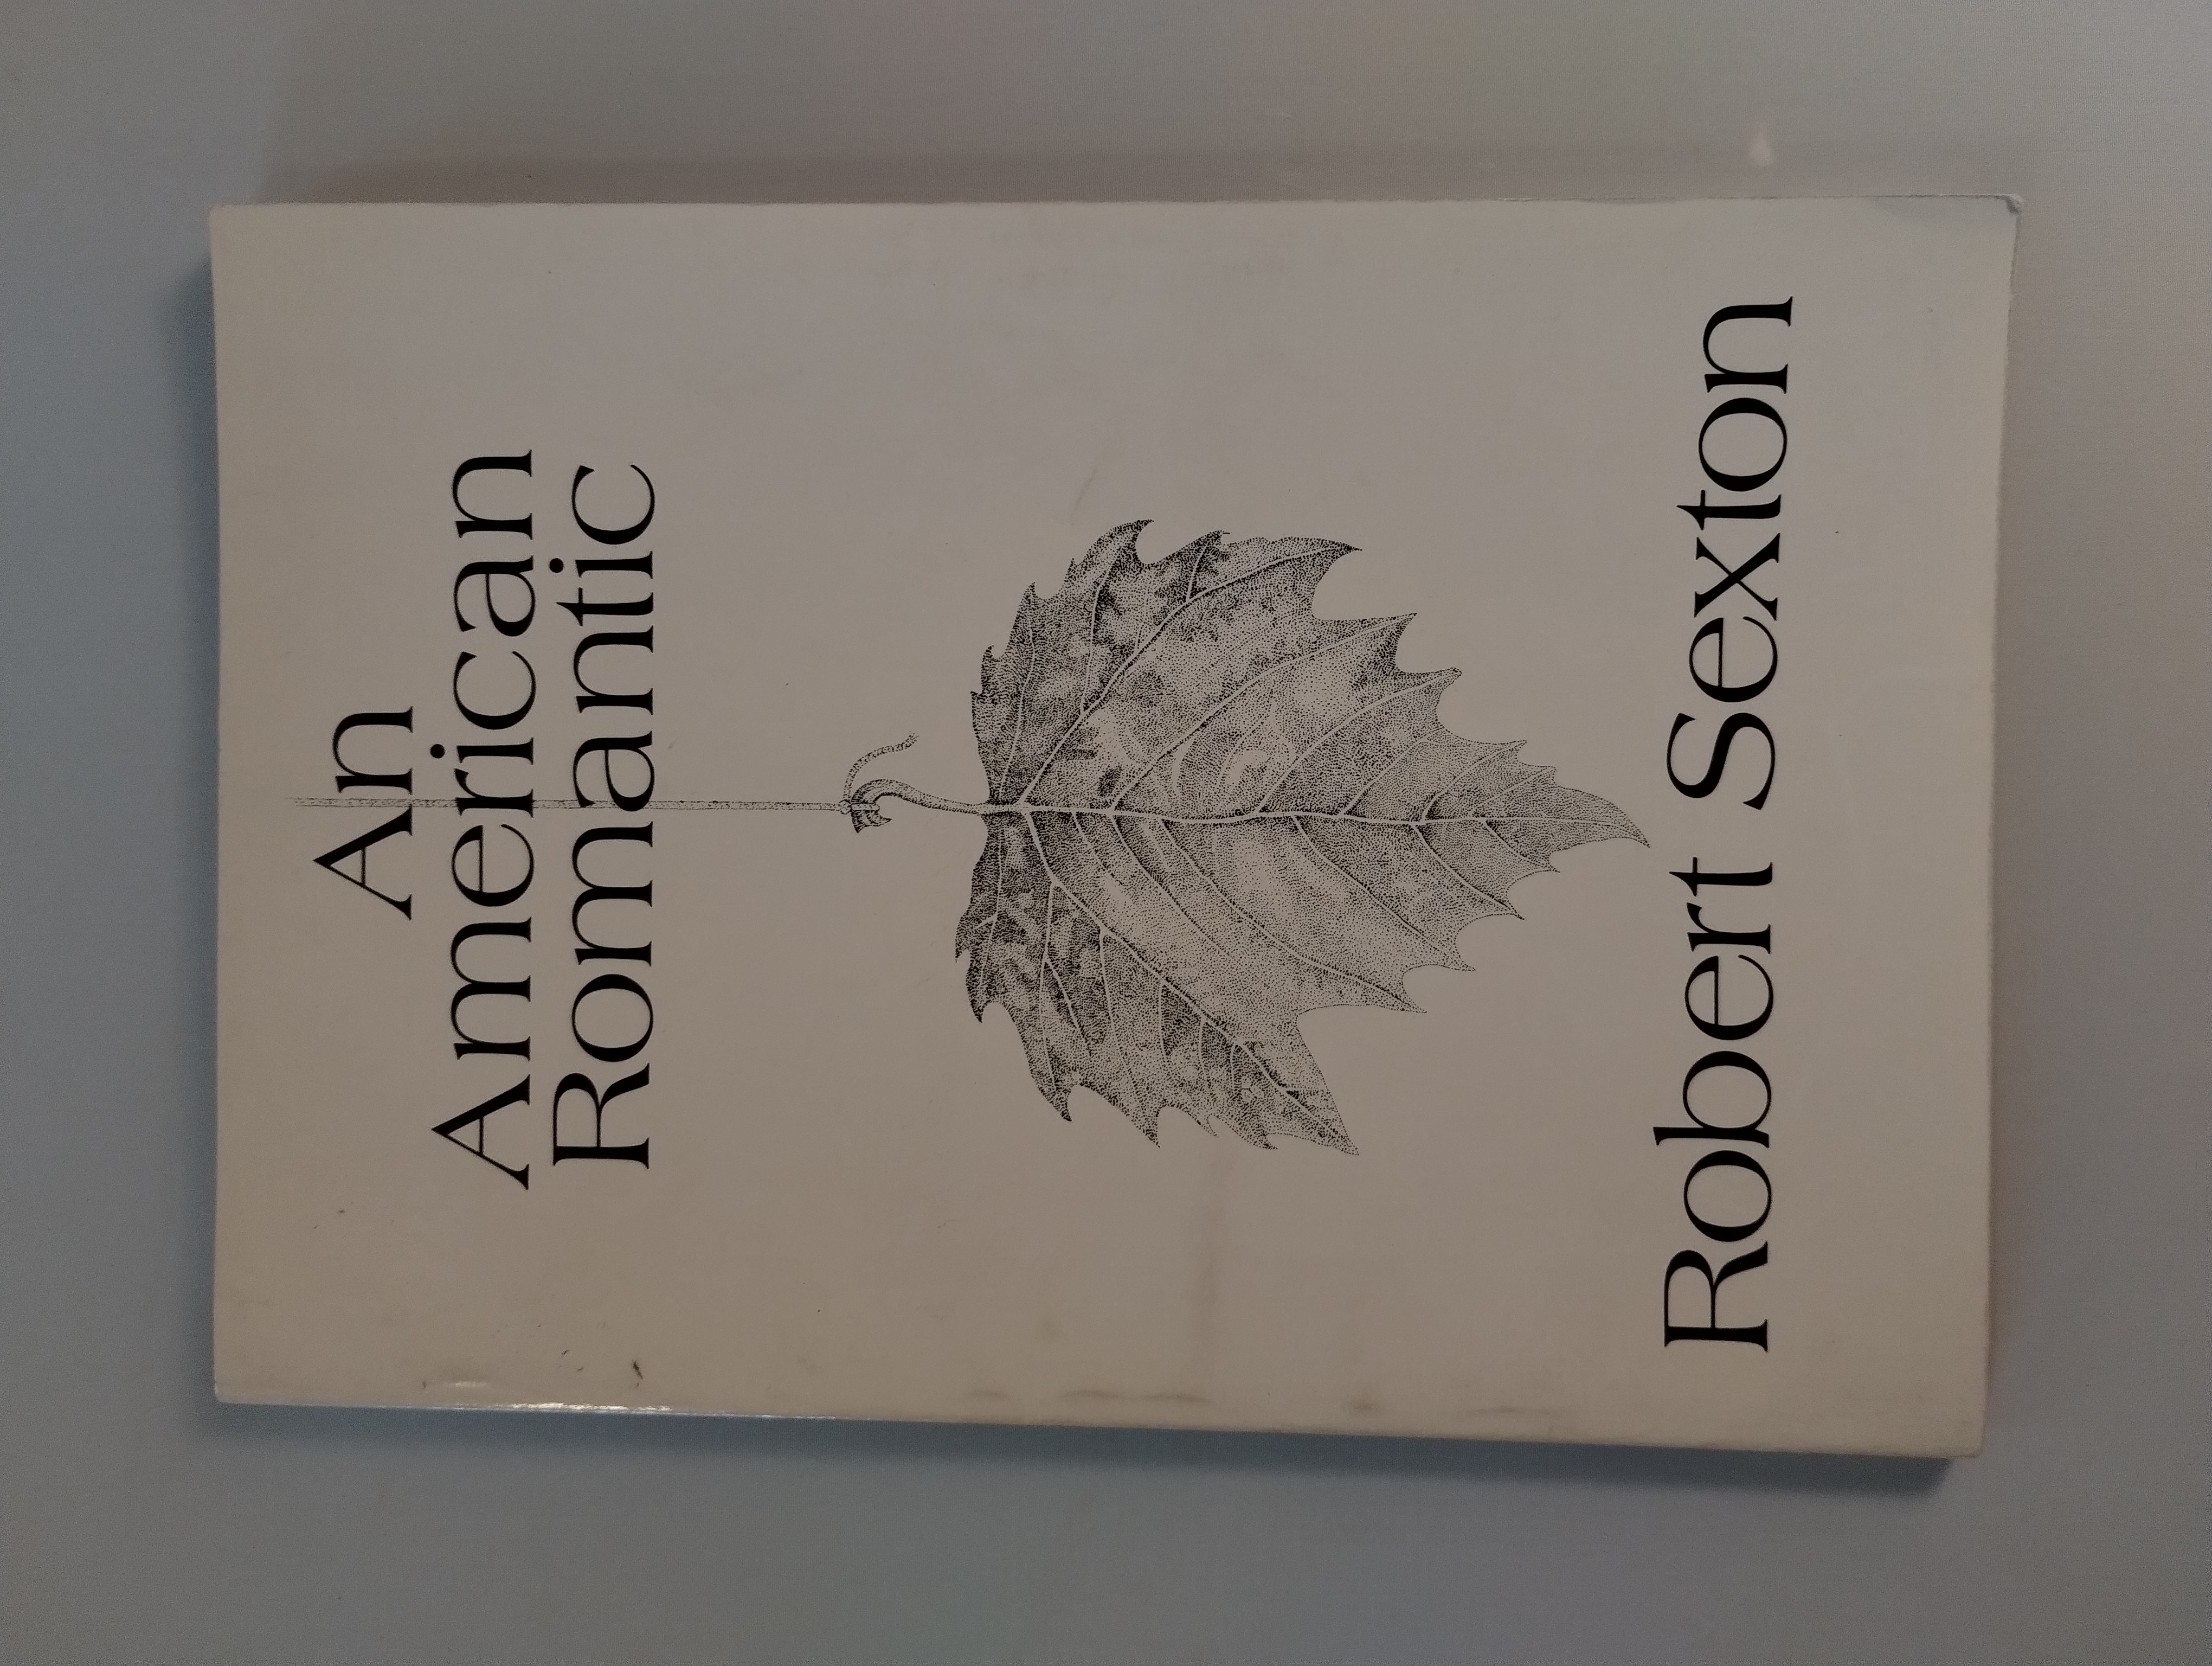 An
American
Romantic
Robert Sexton